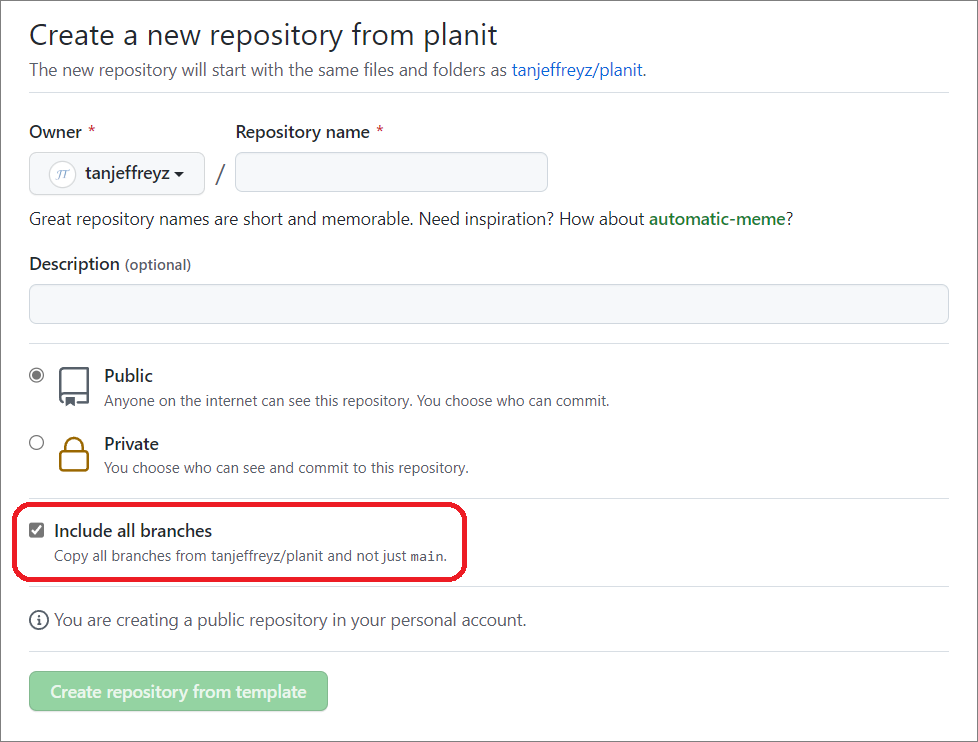 Create a new repository from planit
The new repository will start with the same files and folders as tanjeffreyz/planit.
Owner * Repository name *
tanjeffreyz /
Great repository names are short and memorable. Need inspiration? How about automatic-meme?
Description (optional)
Public
Anyone on the internet can see this repository. You choose who can commit.
Private
You choose who can see and commit to this repository.
Include all branches
Copy all branches from tanjeffreyz/planit and not just main.
You are creating a public repository in your personal account.
Create repository from template